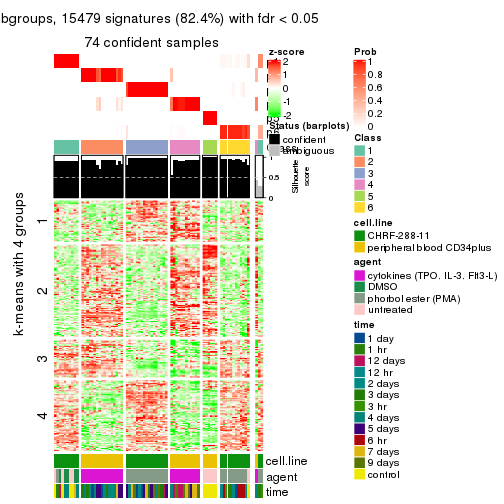 bgroups, 15479 signatures (82.4%) with fdr < 0.05
74 confident samples
k-means with 4 groups
1
2
3
4
z-score
2
1
0
-1
-2
Status (barplots)
confident
ambiguous
1
0.5
0
Silhouette
score
cell.line
agent
time
Prob
1
0.8
0.6
0.4
0.2
0
Class
1
2
3
4
5
6
cell.line
CHRF-288-11
peripheral blood CD34plus
agent
cytokines (TPO. IL-3. Flt3-L)
DMSO
phorbol ester (PMA)
untreated
time
1 day
1 hr
12 days
12 hr
2 days
3 days
3 hr
4 days
5 days
6 hr
7 days
9 days
control